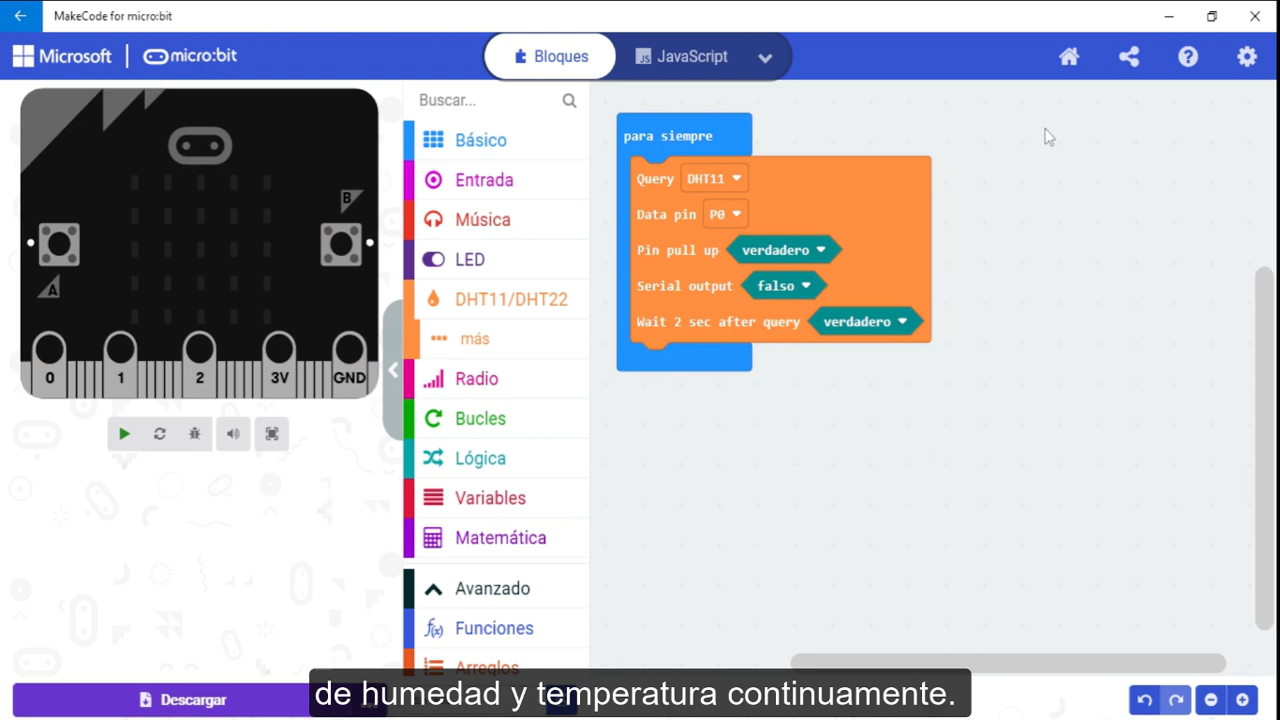 MakeCode for micro:bit
Microsoft
micro:bit
Bloques
JavaScript
B
A
0
1
2
3V
GND
Buscar...
Básico
Entrada
Música
LED
DHT11/DHT22
más
Radio
Bucles
Lógica
Variables
Matemática
Avanzado
Funciones
Arreglos
para siempre
Query DHT11
Data pin P0
Pin pull up verdadero
Serial output falso
Wait 2 sec after query verdadero
Descargar
de humedad y temperatura continuamente.